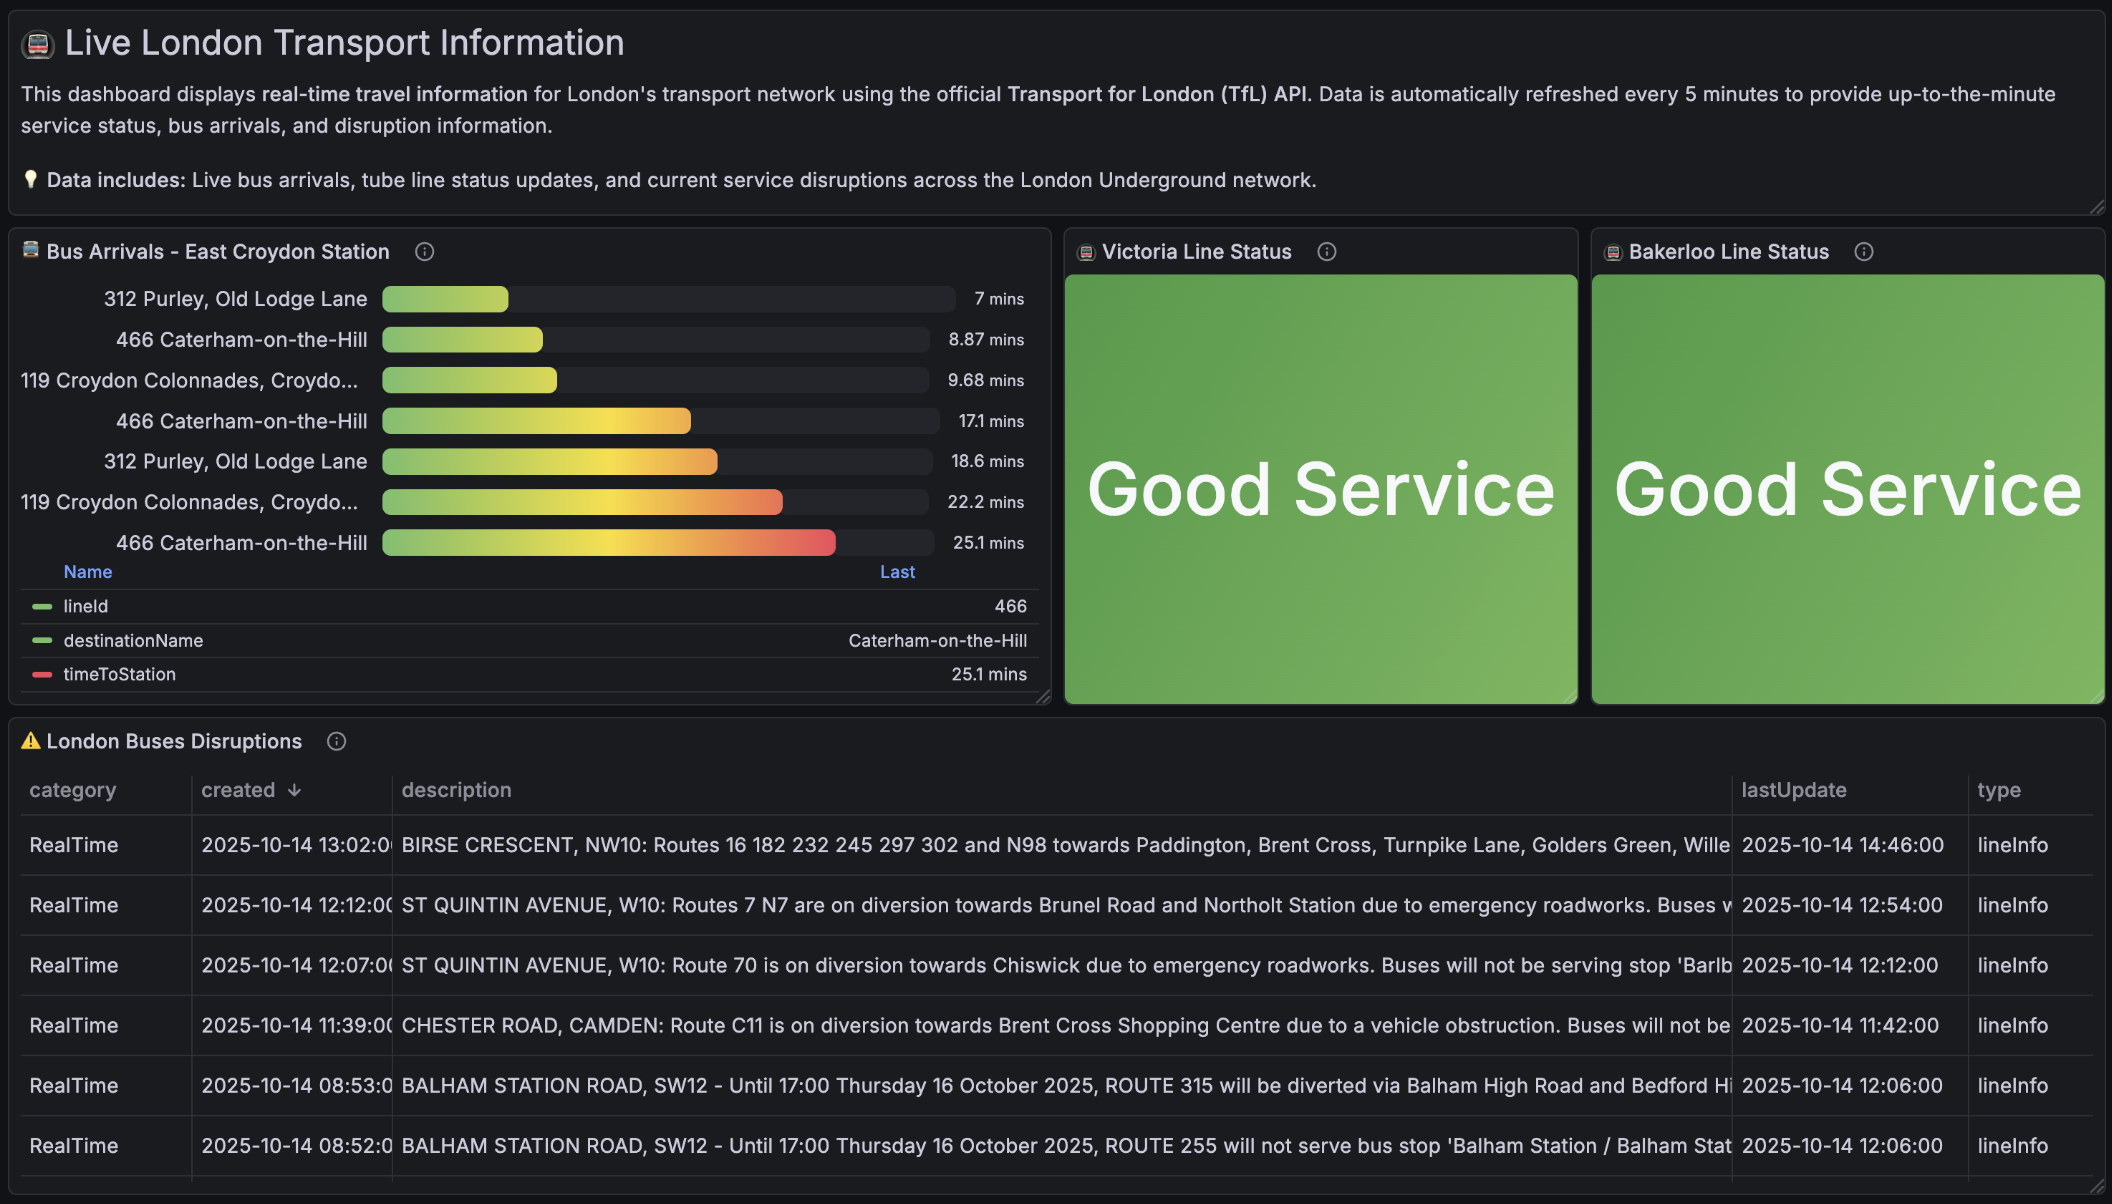 Live London Transport Information
This dashboard displays real-time travel information for London's transport network using the official Transport for London (TfL) API. Data is automatically refreshed every 5 minutes to provide up-to-the-minute
service status, bus arrivals, and disruption information.
Data includes: Live bus arrivals, tube line status updates, and current service disruptions across the London Underground network.
Bus Arrivals - East Croydon Station
312 Purley, Old Lodge Lane 7 mins
466 Caterham-on-the-Hill 8.87 mins
119 Croydon Colonnades, Croydo... 9.68 mins
466 Caterham-on-the-Hill 17.1 mins
312 Purley, Old Lodge Lane 18.6 mins
119 Croydon Colonnades, Croydo... 22.2 mins
466 Caterham-on-the-Hill 25.1 mins
Name Last
lineId 466
destinationName Caterham-on-the-Hill
timeToStation 25.1 mins
Victoria Line Status
Good Service
Bakerloo Line Status
Good Service
London Buses Disruptions
category created description lastUpdate type
RealTime 2025-10-14 13:02:0 BIRSE CRESCENT, NW10: Routes 16 182 232 245 297 302 and N98 towards Paddington, Brent Cross, Turnpike Lane, Golders Green, Wille 2025-10-14 14:46:00 lineInfo
RealTime 2025-10-14 12:12:00 ST QUINTIN AVENUE, W10: Routes 7 N7 are on diversion towards Brunel Road and Northolt Station due to emergency roadworks. Buses w 2025-10-14 12:54:00 lineInfo
RealTime 2025-10-14 12:07:00 ST QUINTIN AVENUE, W10: Route 70 is on diversion towards Chiswick due to emergency roadworks. Buses will not be serving stop 'Barlb 2025-10-14 12:12:00 lineInfo
RealTime 2025-10-14 11:39:00 CHESTER ROAD, CAMDEN: Route C11 is on diversion towards Brent Cross Shopping Centre due to a vehicle obstruction. Buses will not be 2025-10-14 11:42:00 lineInfo
RealTime 2025-10-14 08:53:0 BALHAM STATION ROAD, SW12 - Until 17:00 Thursday 16 October 2025, ROUTE 315 will be diverted via Balham High Road and Bedford Hi 2025-10-14 12:06:00 lineInfo
RealTime 2025-10-14 08:52:0 BALHAM STATION ROAD, SW12 - Until 17:00 Thursday 16 October 2025, ROUTE 255 will not serve bus stop 'Balham Station / Balham Stat 2025-10-14 12:06:00 lineInfo